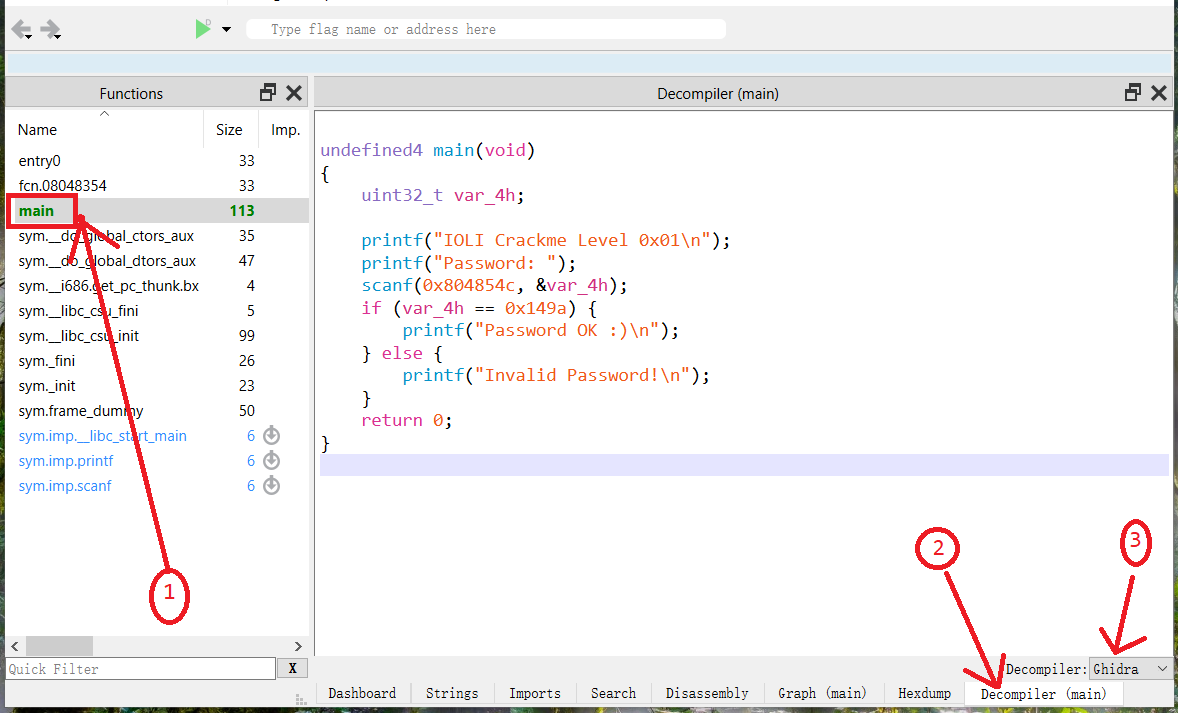 Type flag name or address here
Functions
Decompiler (main)
Name Size Imp.
entry0 33
fcn.08048354 33
main 113
sym.__do_global_ctors_aux 35
sym.__do_global_dtors_aux 47
sym.__i686.get_pc_thunk.bx 4
sym.__libc_csu_fini 5
sym.__libc_csu_init 99
sym._fini 26
sym._init 23
sym.frame_dummy 50
sym.imp.__libc_start_main 6
sym.imp.printf 6
sym.imp.scanf 6
undefined4 main(void)
{
    uint32_t var_4h;
    printf("IOLI Crackme Level 0x01\n");
    printf("Password: ");
    scanf(0x804854c, &var_4h);
    if (var_4h == 0x149a) {
        printf("Password OK :)\n");
    } else {
        printf("Invalid Password!\n");
    }
    return 0;
}
1
2
3
Quick Filter X
Decompiler: Ghidra
Dashboard Strings Imports Search Disassembly Graph (main) Hexdump Decompiler (main)